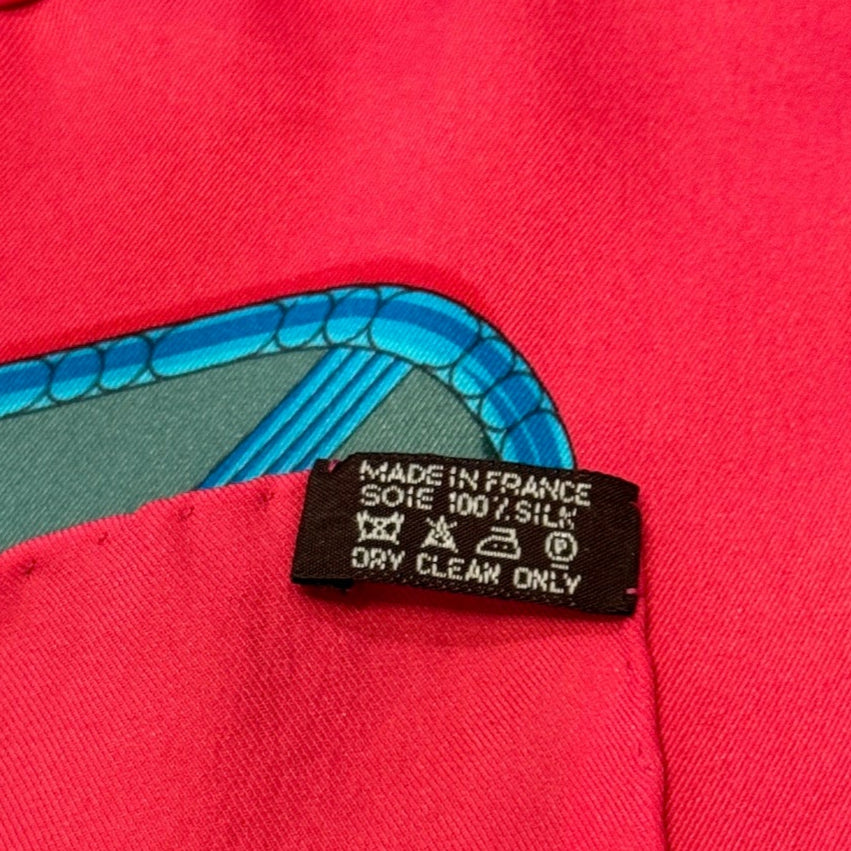 MADE IN FRANCE
SOIE 100% SILK
P
DRY CLEAN ONLY